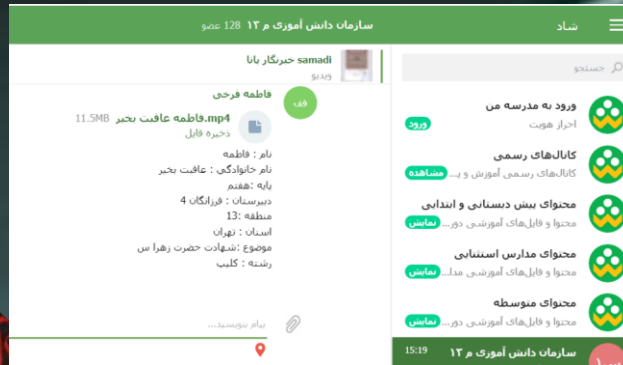 شاد
سازمان دانش آموزی م ۱۳ 128 عضو
جستجو
ورود به مدرسه من
احراز هویت
ورود
کانال‌های رسمی
کانال‌های رسمی آموزش و پ...
مشاهده
محتوای پیش دبستانی و ابتدایی
محتوا و فایل‌های آموزشی دور...
نمایش
محتوای مدارس استثنایی
محتوا و فایل‌های آموزشی مدا...
نمایش
محتوای متوسطه
محتوا و فایل‌های آموزشی دور...
نمایش
سازمان دانش آموزی م ۱۳
15:19
samadi خبرنگار پانا
ویدیو
فاطمه فرخی
فف
فاطمه عاقبت بخیر.mp4 11.5MB
ذخیره فایل
نام : فاطمه
نام خانوادگی : عاقبت بخیر
پایه :هفتم
دبیرستان : فرزانگان 4
منطقه :13
استان : تهران
موضوع :شهادت حضرت زهرا س
رشته : کلیپ
پیام بنویسید...